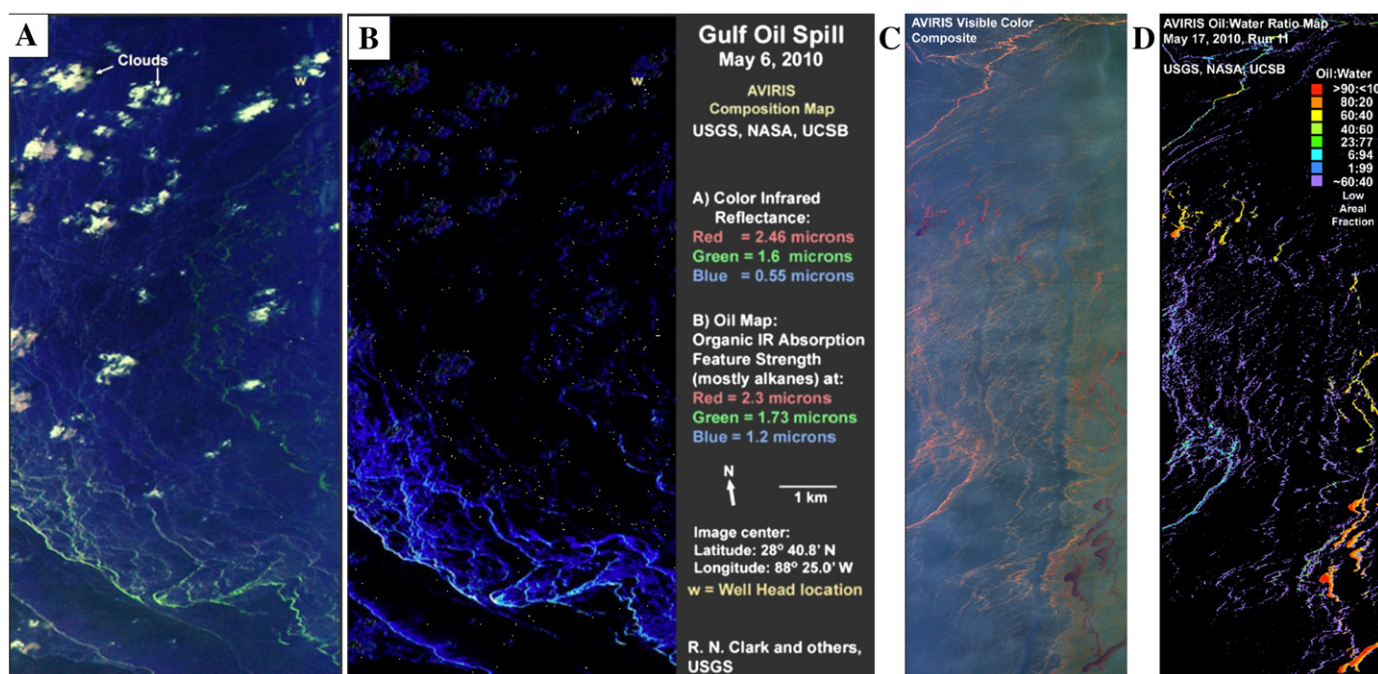 A
Clouds
w
B
w
Gulf Oil Spill
May 6, 2010
AVIRIS
Composition Map
USGS, NASA, UCSB
A) Color Infrared
Reflectance:
Red = 2.46 microns
Green = 1.6 microns
Blue = 0.55 microns
B) Oil Map:
Organic IR Absorption
Feature Strength
(mostly alkanes) at:
Red = 2.3 microns
Green = 1.73 microns
Blue = 1.2 microns
N
1 km
Image center:
Latitude: 28° 40.8' N
Longitude: 88° 25.0' W
w = Well Head location
R. N. Clark and others,
USGS
C
AVIRIS Visible Color
Composite
D
AVIRIS Oil:Water Ratio Map
May 17, 2010, Run 11
USGS, NASA, UCSB
Oil:Water
>90:<10
80:20
60:40
40:60
23:77
6:94
1:99
~60:40
Low
Areal
Fraction